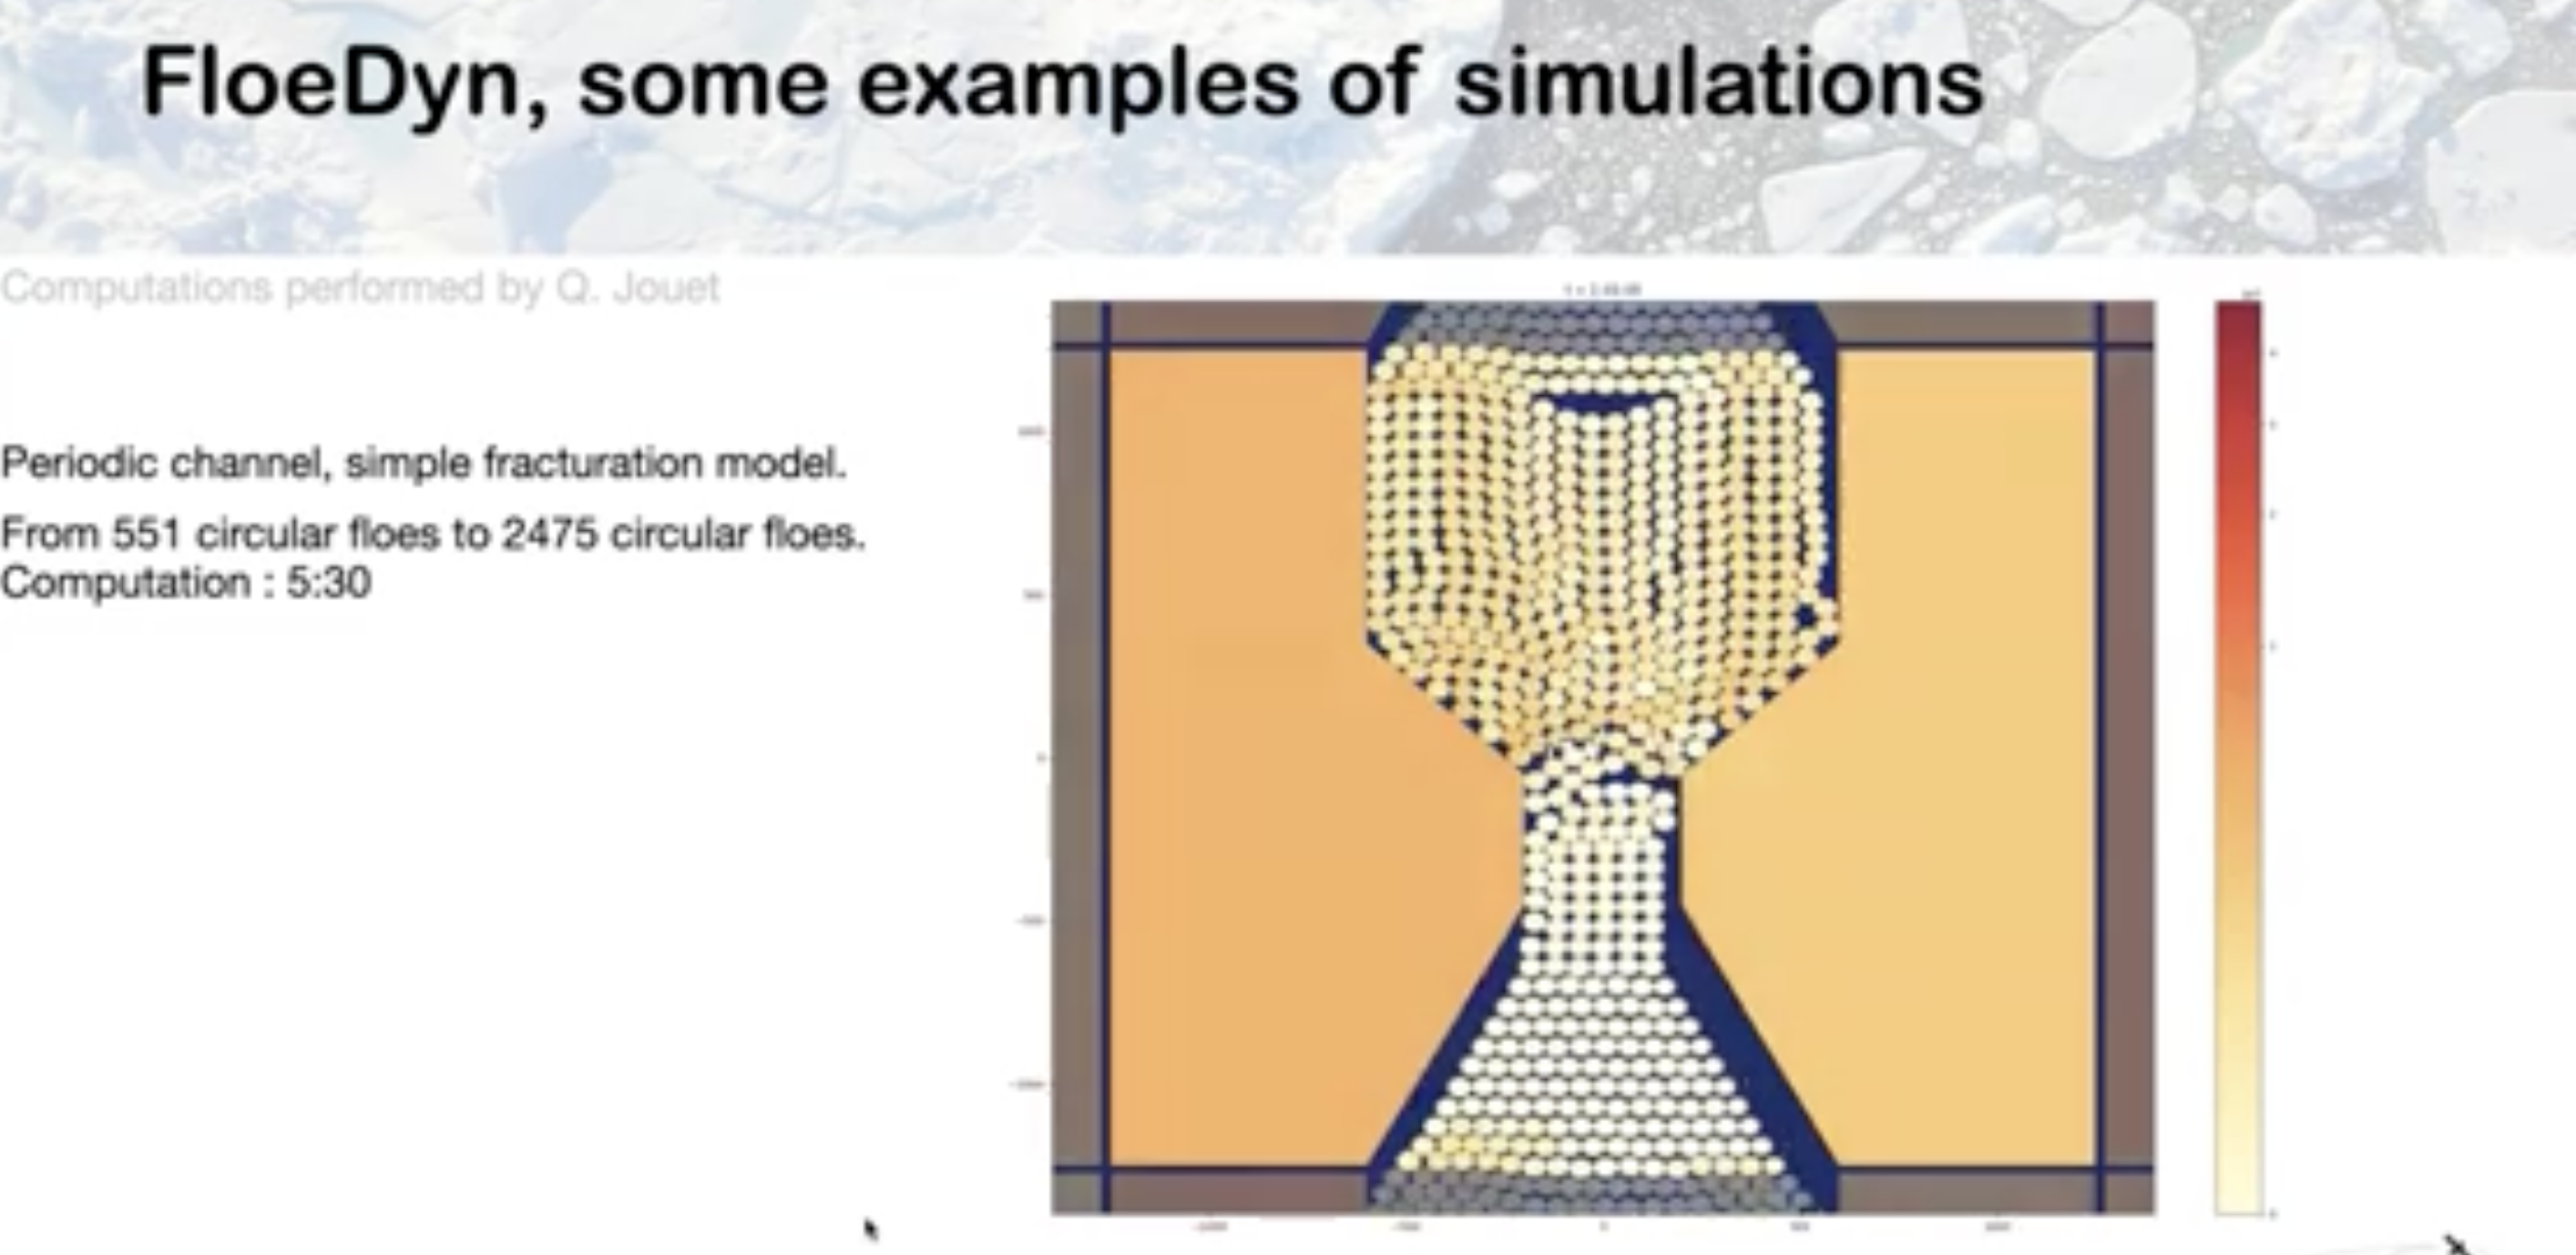 FloeDyn, some examples of simulations
Computations performed by Q. Jouet
Periodic channel, simple fracturation model.
From 551 circular floes to 2475 circular floes.
Computation : 5:30